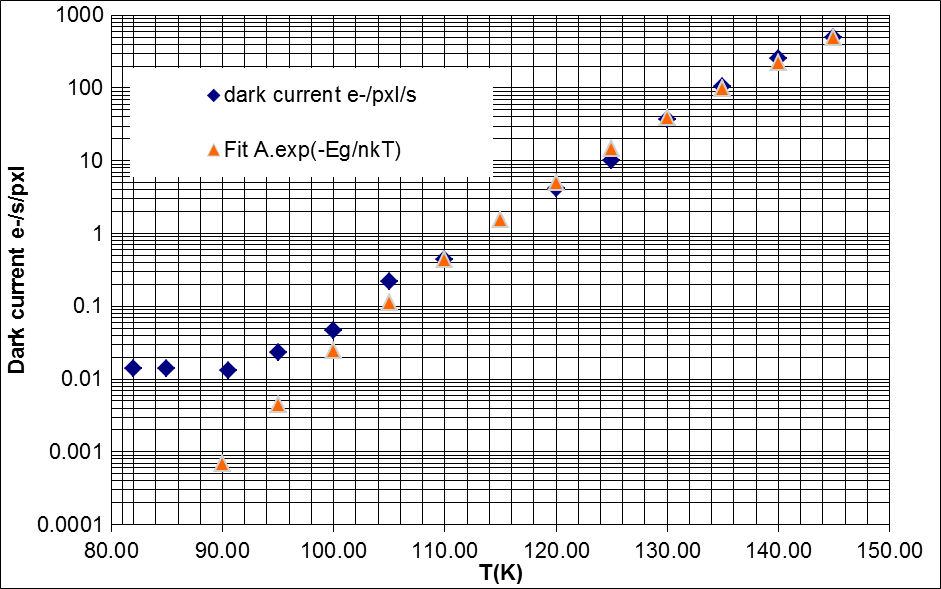 1000
100
10
1
0.1
0.01
0.001
0.0001
Dark current e-/s/pxl
dark current e-/pxl/s
Fit A.exp(-Eg/nkT)
80.00 90.00 100.00 110.00 120.00 130.00 140.00 150.00
T(K)